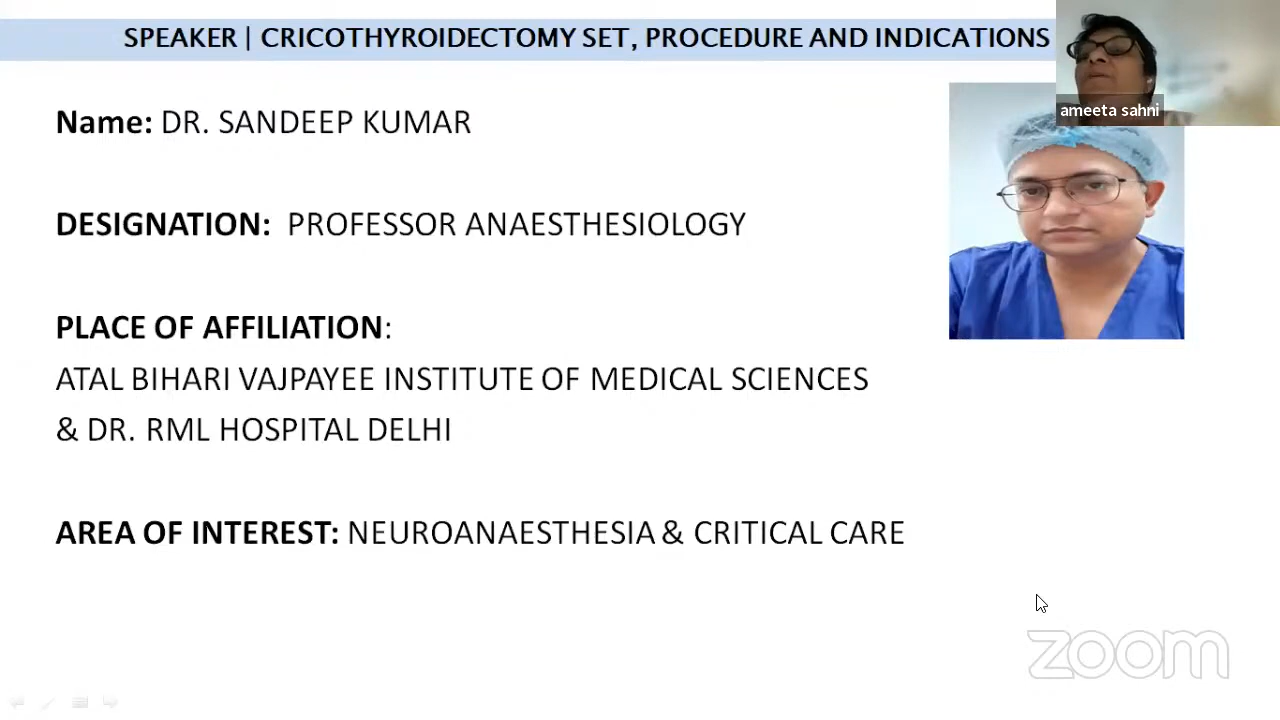 SPEAKER | CRICOTHYROIDECTOMY SET, PROCEDURE AND INDICATIONS
ameeta sahni
Name: DR. SANDEEP KUMAR
DESIGNATION: PROFESSOR ANAESTHESIOLOGY
PLACE OF AFFILIATION:
ATAL BIHARI VAJPAYEE INSTITUTE OF MEDICAL SCIENCES
& DR. RML HOSPITAL DELHI
AREA OF INTEREST: NEUROANAESTHESIA & CRITICAL CARE
zoom